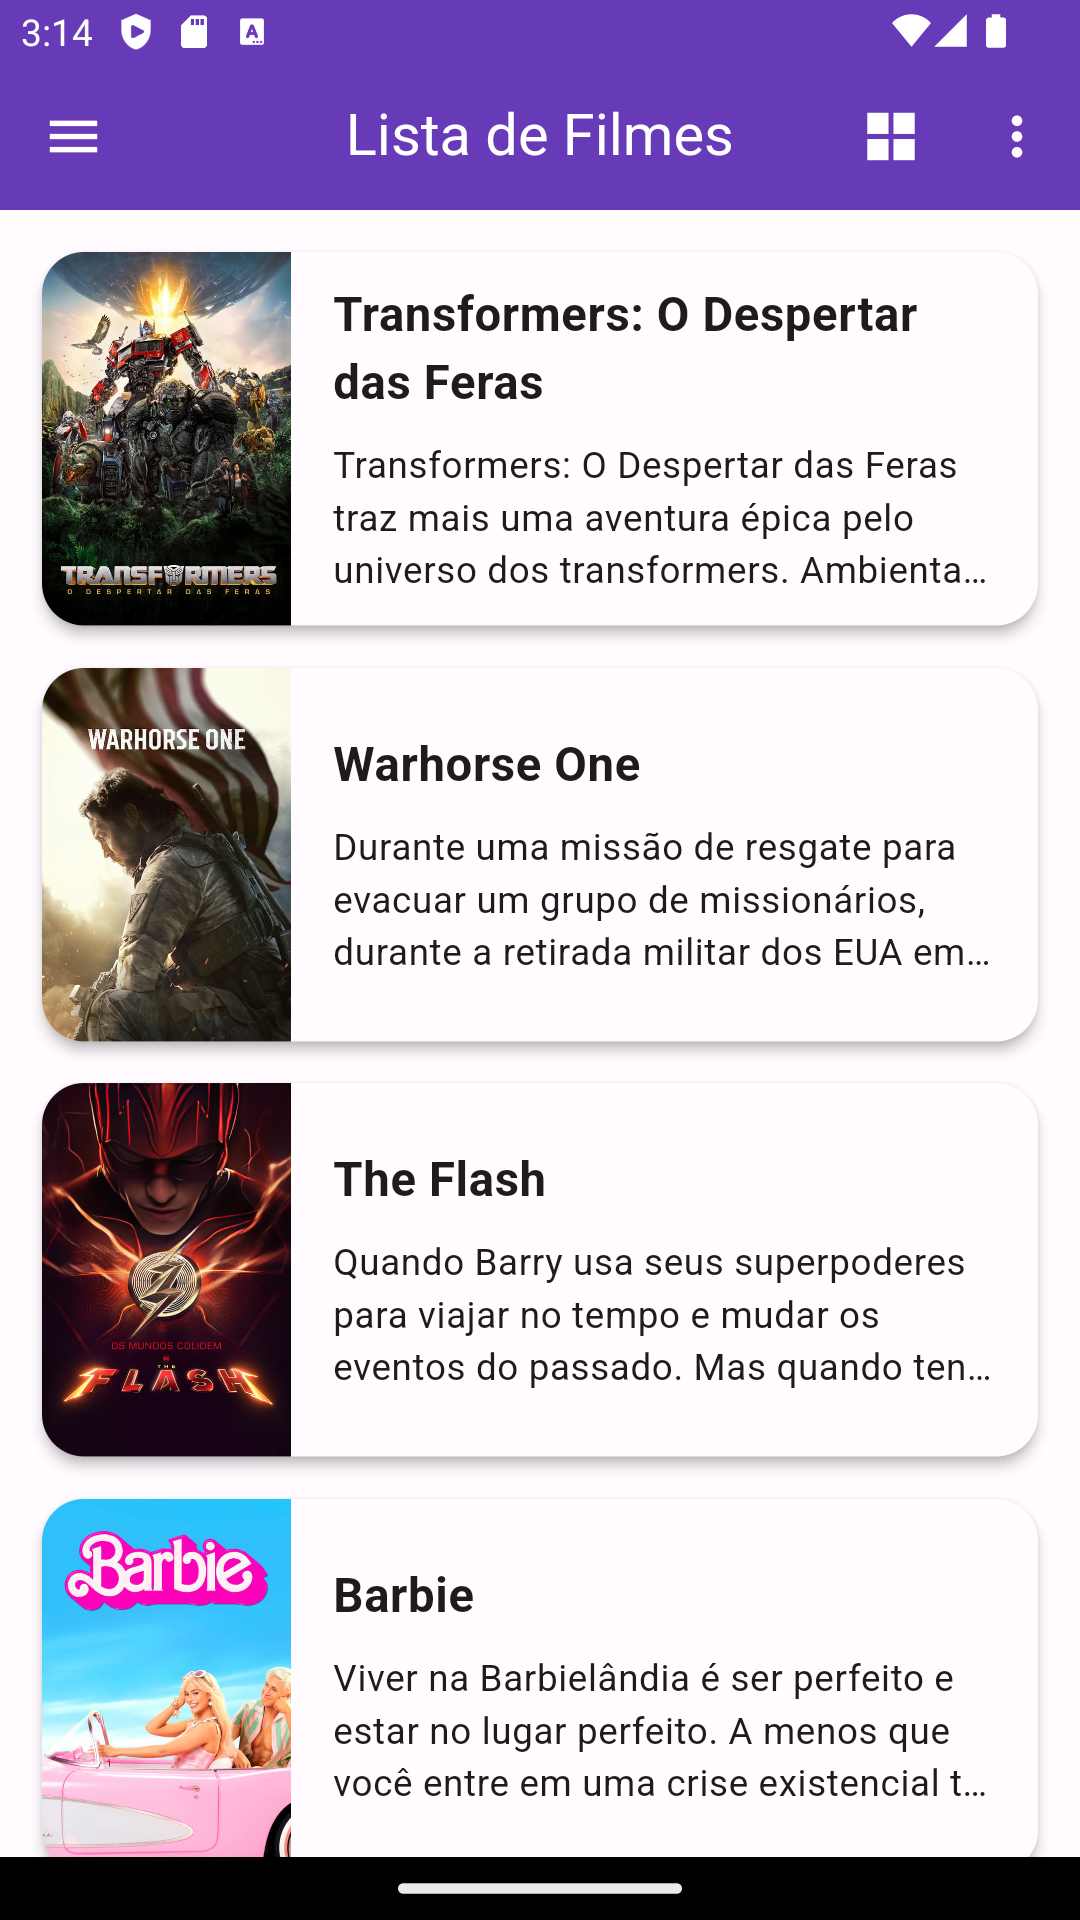 3:14
A
Lista de Filmes
TRANSFORMERS
O DESPERTAR DAS FERAS
Transformers: O Despertar
das Feras
Transformers: O Despertar das Feras
traz mais uma aventura épica pelo
universo dos transformers. Ambienta...
WARHORSE ONE
Warhorse One
Durante uma missão de resgate para
evacuar um grupo de missionários,
durante a retirada militar dos EUA em...
OS MUNDOS COLIDEM
THE
FLASH
The Flash
Quando Barry usa seus superpoderes
para viajar no tempo e mudar os
eventos do passado. Mas quando ten...
Barbie
Barbie
Viver na Barbielândia é ser perfeito e
estar no lugar perfeito. A menos que
você entre em uma crise existencial t...